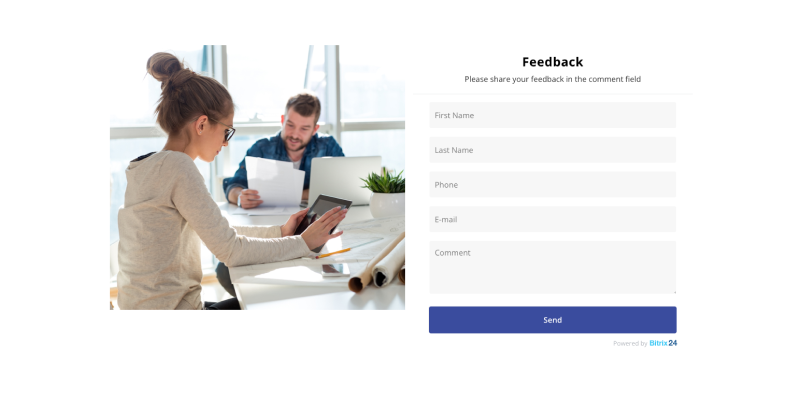 Feedback
Please share your feedback in the comment field
First Name
Last Name
Phone
E-mail
Comment
Send
Powered by Bitrix24